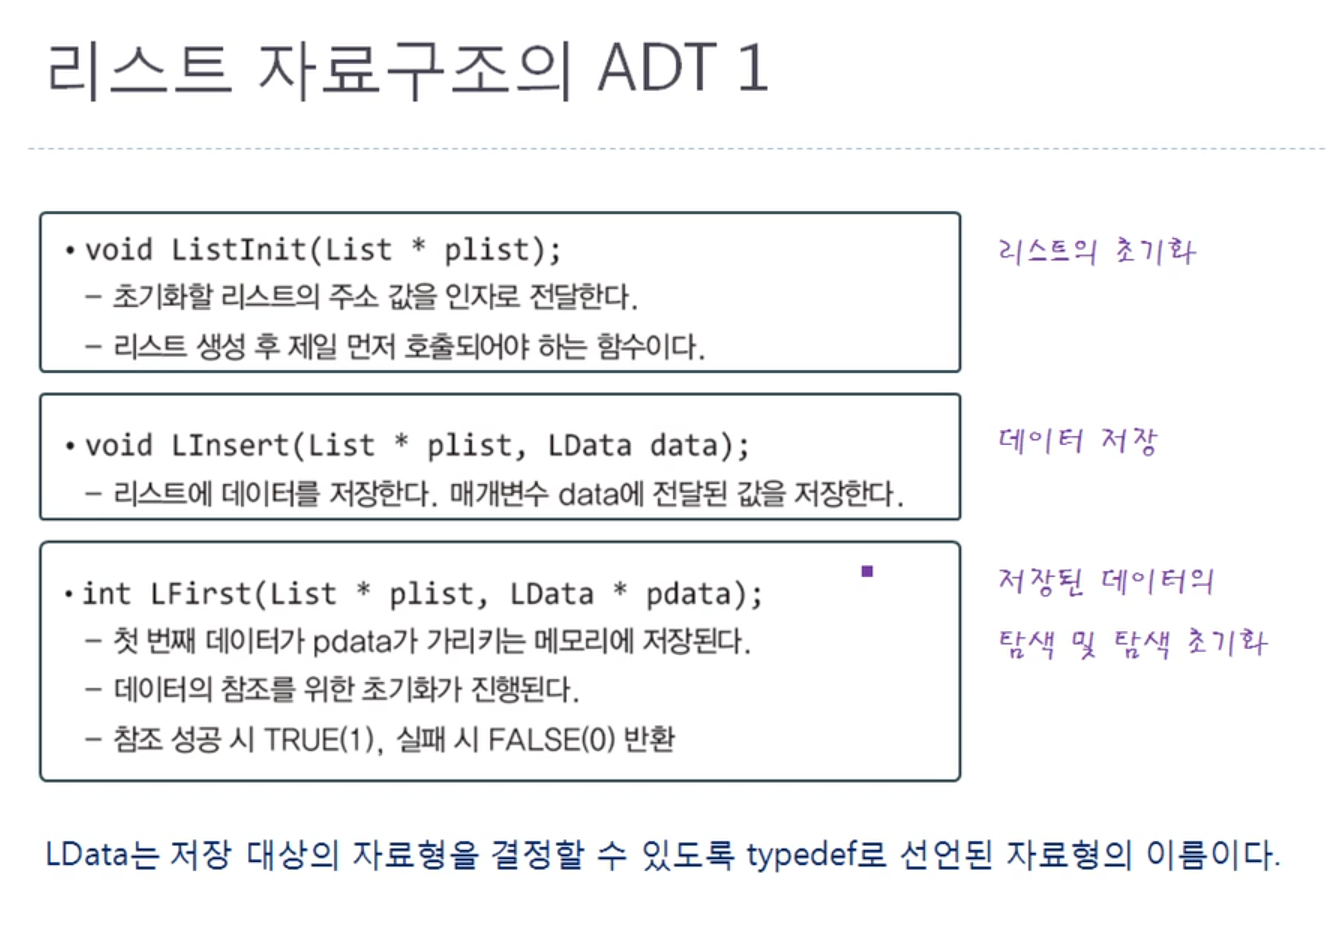 리스트 자료구조의 ADT 1
• void ListInit(List * plist);
리스트의 초기화
– 초기화할 리스트의 주소 값을 인자로 전달한다.
– 리스트 생성 후 제일 먼저 호출되어야 하는 함수이다.
• void LInsert(List * plist, LData data);
데이터 저장
– 리스트에 데이터를 저장한다. 매개변수 data에 전달된 값을 저장한다.
• int LFirst(List * plist, LData * pdata);
저장된 데이터의
탐색 및 탐색 초기화
– 첫 번째 데이터가 pdata가 가리키는 메모리에 저장된다.
– 데이터의 참조를 위한 초기화가 진행된다.
– 참조 성공 시 TRUE(1), 실패 시 FALSE(0) 반환
LData는 저장 대상의 자료형을 결정할 수 있도록 typedef로 선언된 자료형의 이름이다.